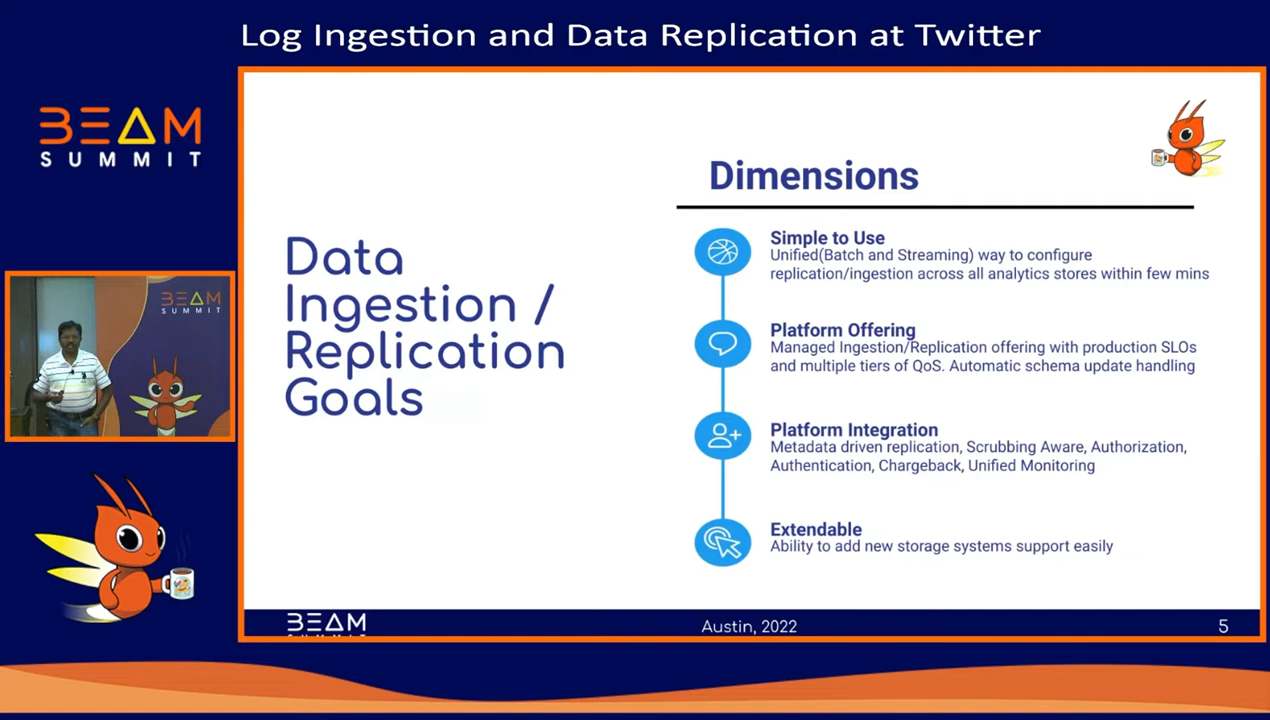 Log Ingestion and Data Replication at Twitter
BEAM
SUMMIT
Dimensions
Data
Ingestion /
Replication
Goals
Simple to Use
Unified(Batch and Streaming) way to configure
replication/ingestion across all analytics stores within few mins
Platform Offering
Managed Ingestion/Replication offering with production SLOs
and multiple tiers of QoS. Automatic schema update handling
Platform Integration
Metadata driven replication, Scrubbing Aware, Authorization,
Authentication, Chargeback, Unified Monitoring
Extendable
Ability to add new storage systems support easily
BEAM
SUMMIT
BEAM
Austin, 2022
5